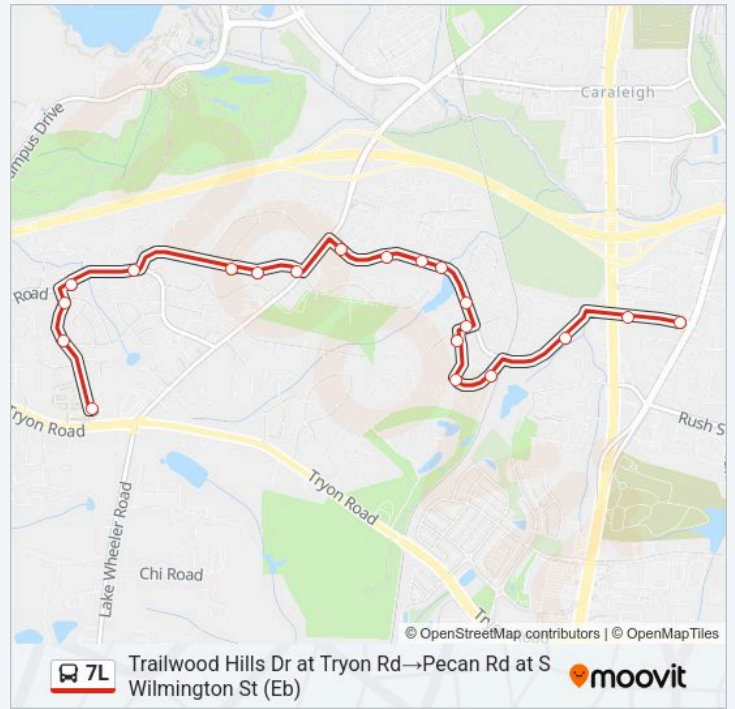 Caraleigh
ampus Drive
Road
Tryon Road
Rush S
Tryon Road
Lake Wheeler Road
Chi Road
© OpenStreetMap contributors | © OpenMapTiles
7L
Trailwood Hills Dr at Tryon Rd→Pecan Rd at S
Wilmington St (Eb)
moovit